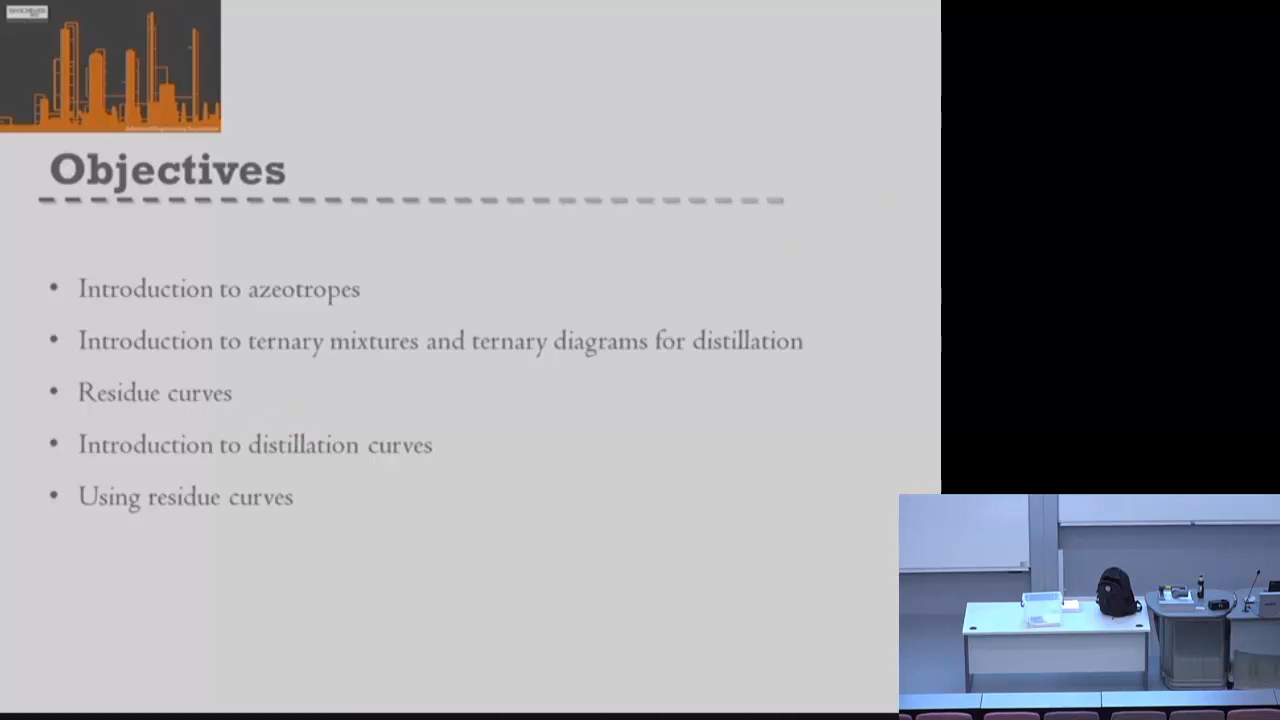 MANCHESTER
Objectives
• Introduction to azeotropes
• Introduction to ternary mixtures and ternary diagrams for distillation
• Residue curves
• Introduction to distillation curves
• Using residue curves